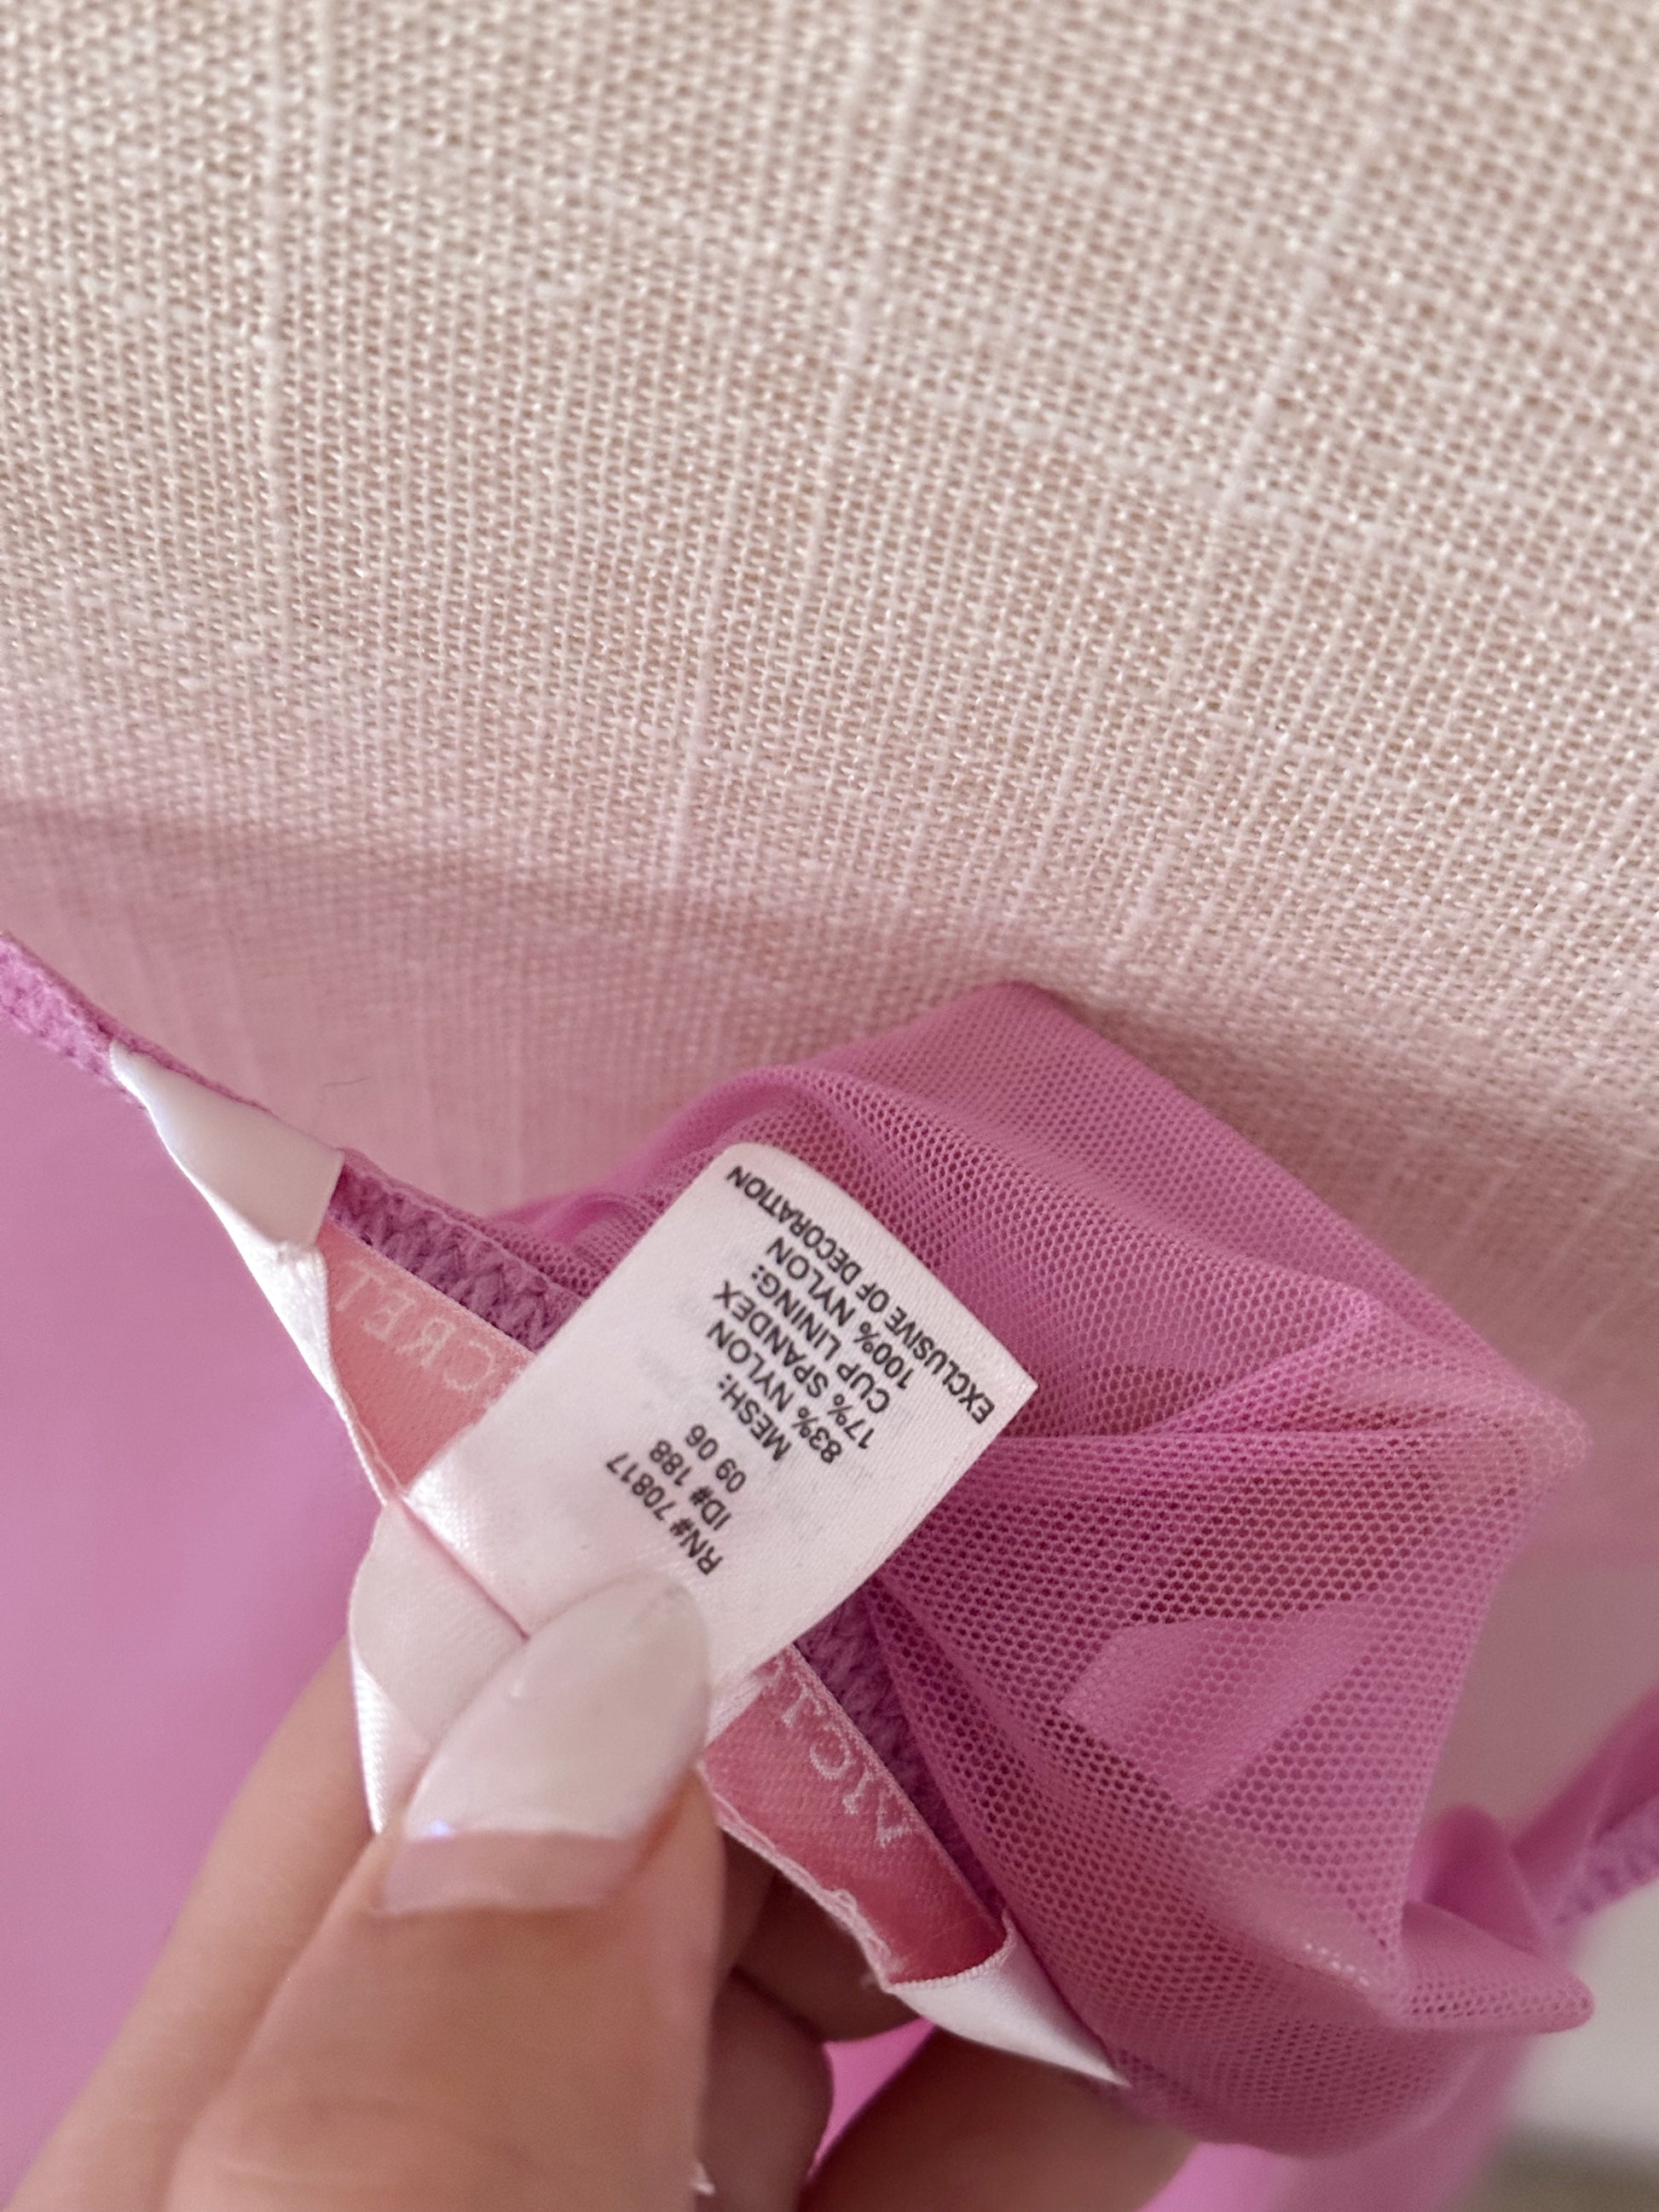 RN# 70817
ID# 188
09 06
MESH:
83% NYLON
17% SPANDEX
CUP LINING:
100% NYLON
EXCLUSIVE OF DECORATION